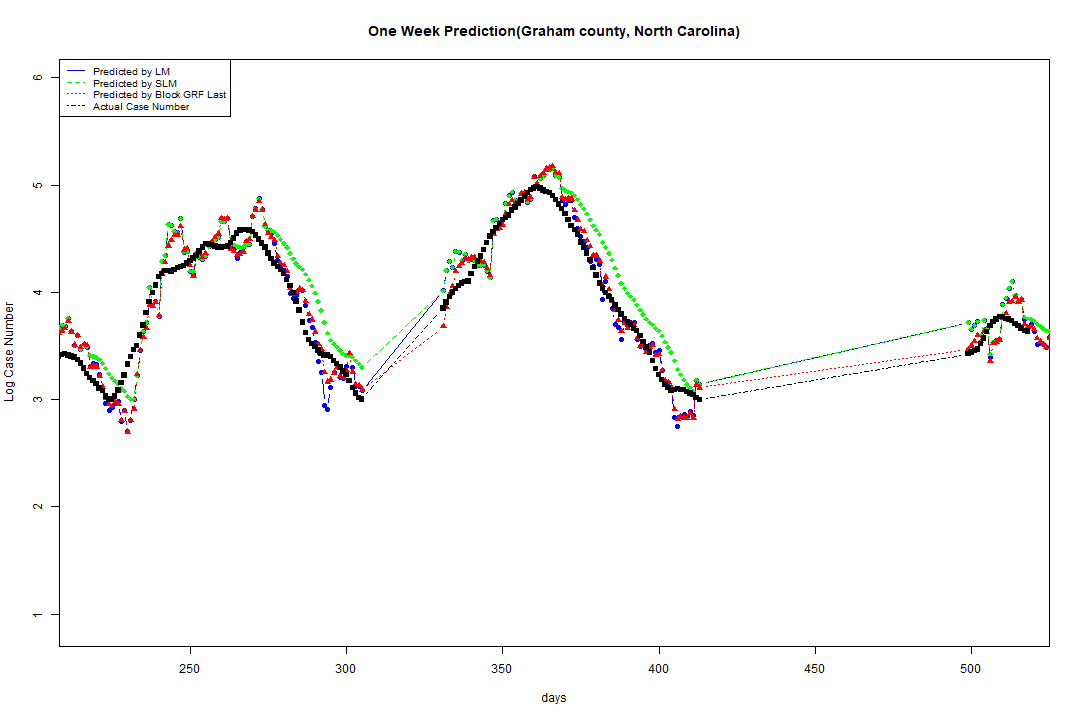 One Week Prediction(Graham county, North Carolina)
Predicted by LM
Predicted by SLM
Predicted by Block GRF Last
Actual Case Number
Log Case Number
6
5
4
3
2
1
250 300 350 400 450 500
days